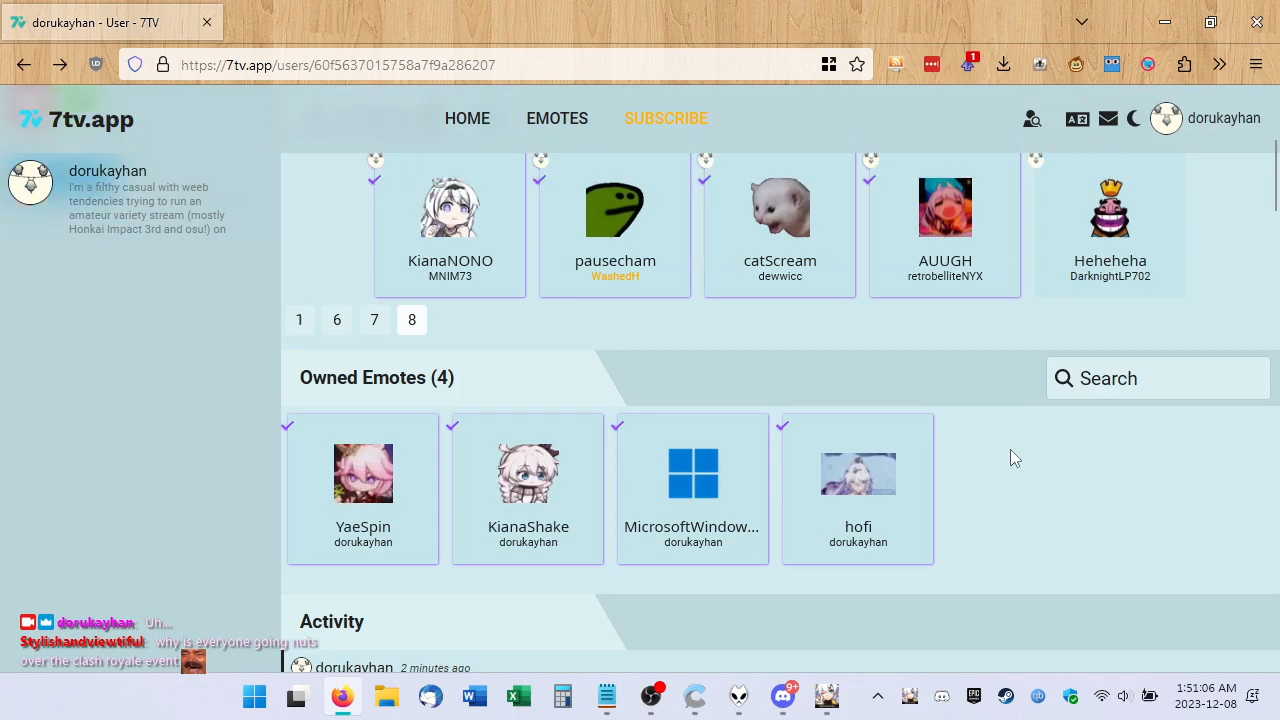 dorukayhan - User - 7TV
https://7tv.app/users/60f5637015758a7f9a286207
1
7tv.app
HOME
EMOTES
SUBSCRIBE
dorukayhan
dorukayhan
I'm a filthy casual with weeb
tendencies trying to run an
amateur variety stream (mostly
Honkai Impact 3rd and osu!) on
KianaNONO
MNIM73
pausecham
WashedH
catScream
dewwicc
AUUGH
retrobelliteNYX
Heheheha
DarknightLP702
1
6
7
8
Owned Emotes (4)
Search
YaeSpin
dorukayhan
KianaShake
dorukayhan
MicrosoftWindow...
dorukayhan
hofi
dorukayhan
Activity
dorukayhan 2 minutes ago
dorukayhan: Uh...
Stylishandviewtiful: why is everyone going nuts
over the clash royale event
9+
1:51:06 AM
2023-12-08